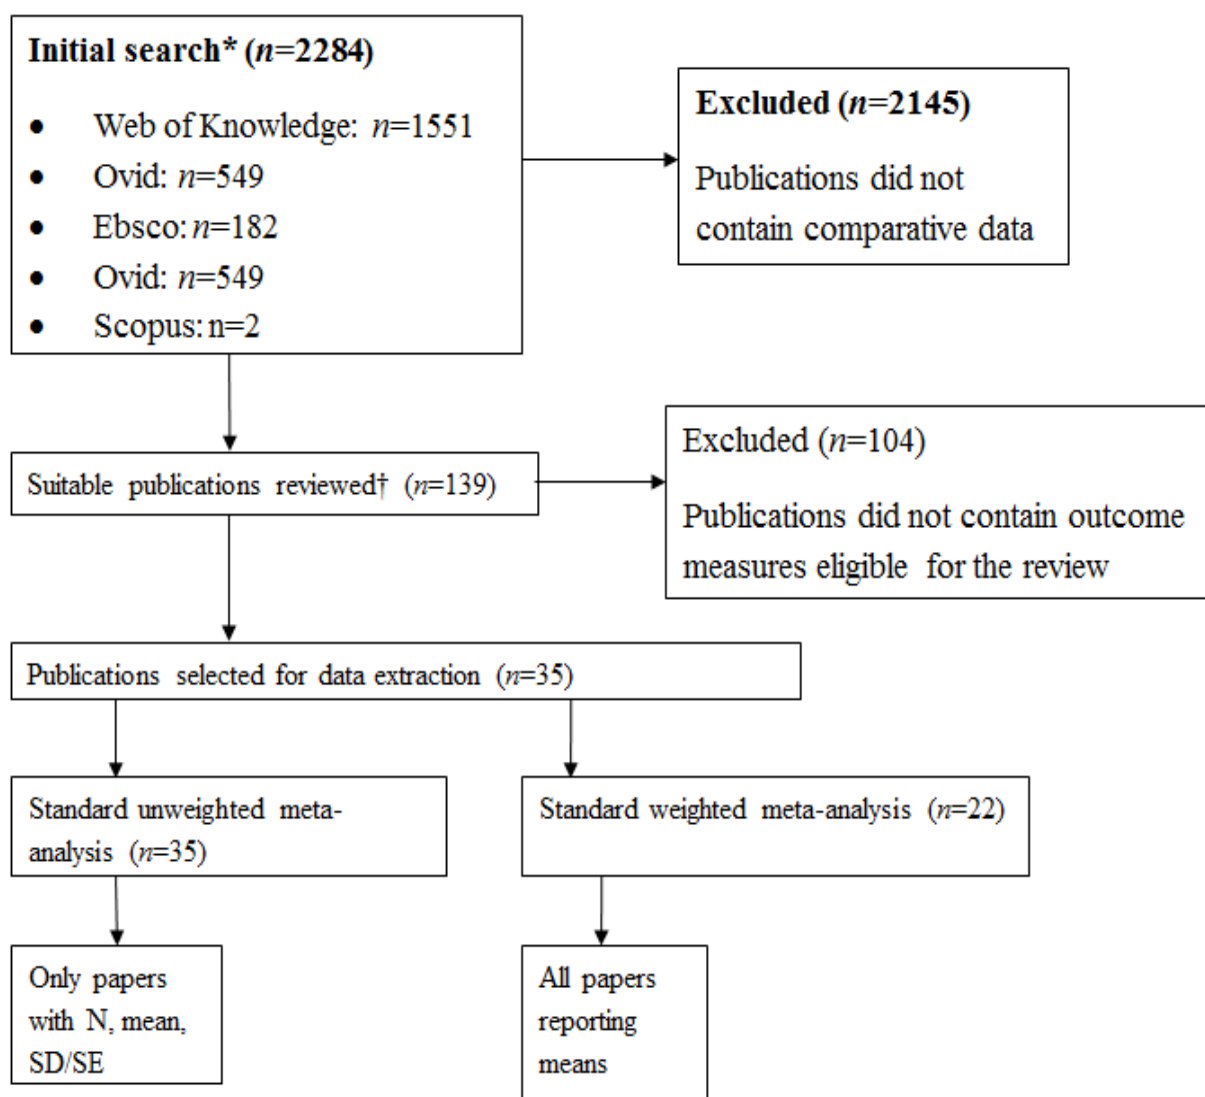 Initial search* (n=2284)
● Web of Knowledge: n=1551
● Ovid: n=549
● Ebsco: n=182
● Ovid: n=549
● Scopus: n=2
Excluded (n=2145)
Publications did not
contain comparative data
Suitable publications reviewed† (n=139)
Excluded (n=104)
Publications did not contain outcome
measures eligible for the review
Publications selected for data extraction (n=35)
Standard unweighted meta-
analysis (n=35)
Standard weighted meta-analysis (n=22)
Only papers
with N, mean,
SD/SE
All papers
reporting
means